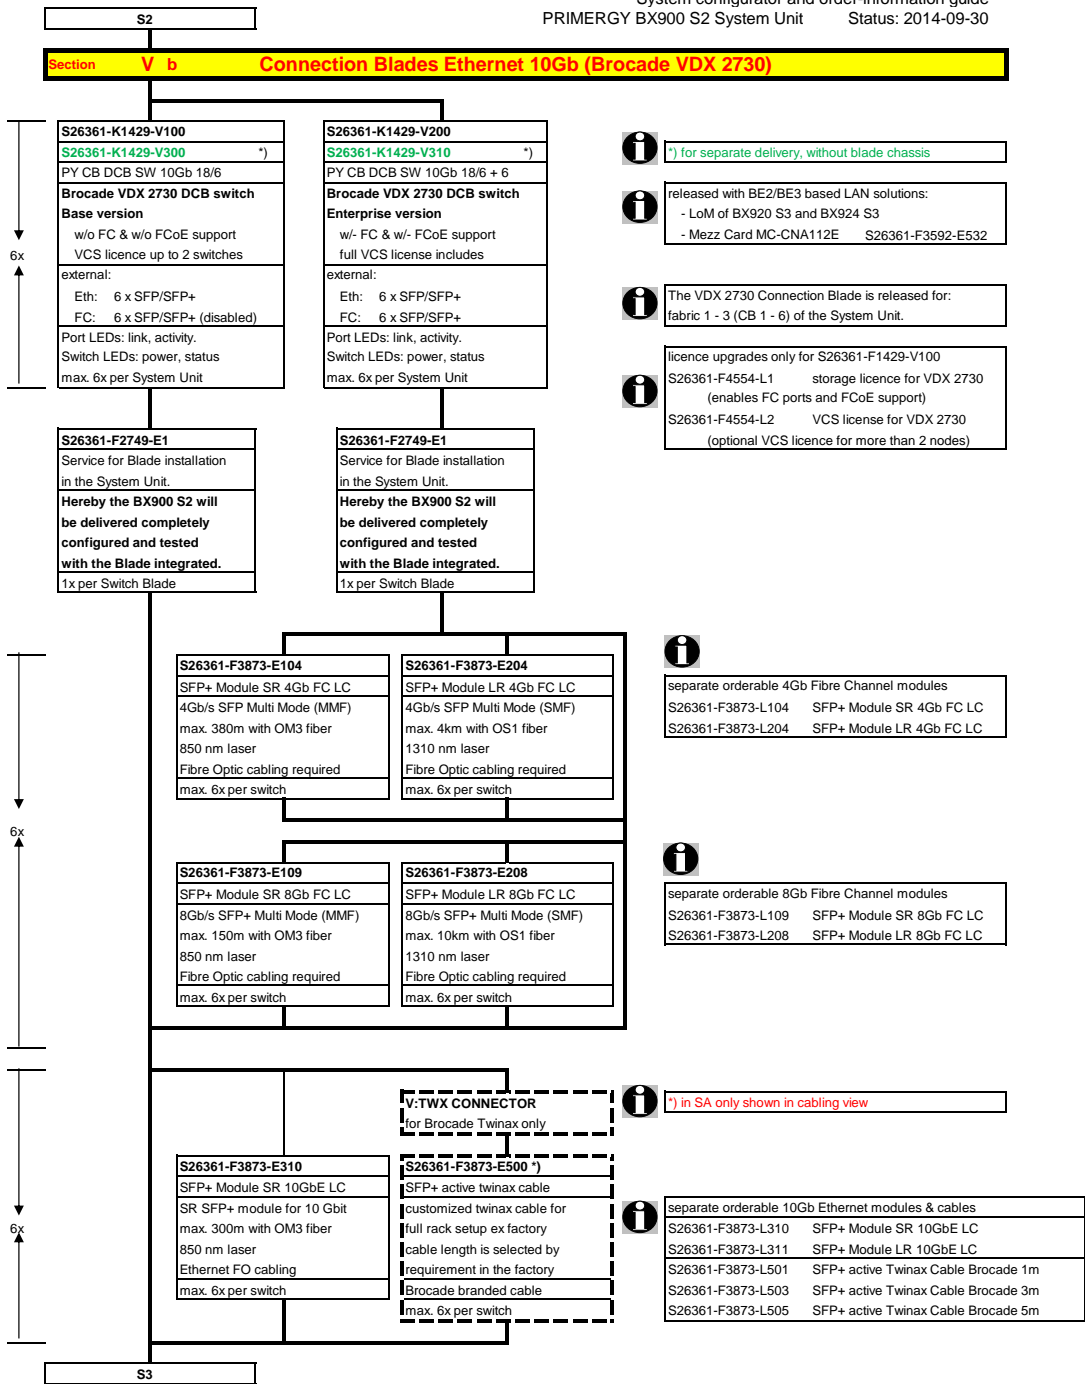 System configurator and order-information guide
PRIMERGY BX900 S2 System Unit Status: 2014-09-30
S2
Section V b Connection Blades Ethernet 10Gb (Brocade VDX 2730)
6x
S26361-K1429-V100
S26361-K1429-V300 *)
PY CB DCB SW 10Gb 18/6
Brocade VDX 2730 DCB switch
Base version
w/o FC & w/o FCoE support
VCS licence up to 2 switches
external:
Eth: 6 x SFP/SFP+
FC: 6 x SFP/SFP+ (disabled)
Port LEDs: link, activity.
Switch LEDs: power, status
max. 6x per System Unit
S26361-K1429-V200
S26361-K1429-V310 *)
PY CB DCB SW 10Gb 18/6 + 6
Brocade VDX 2730 DCB switch
Enterprise version
w/- FC & w/- FCoE support
full VCS license includes
external:
Eth: 6 x SFP/SFP+
FC: 6 x SFP/SFP+
Port LEDs: link, activity.
Switch LEDs: power, status
max. 6x per System Unit
*) for separate delivery, without blade chassis
released with BE2/BE3 based LAN solutions:
- LoM of BX920 S3 and BX924 S3
- Mezz Card MC-CNA112E S26361-F3592-E532
The VDX 2730 Connection Blade is released for:
fabric 1 - 3 (CB 1 - 6) of the System Unit.
licence upgrades only for S26361-F1429-V100
S26361-F4554-L1 storage licence for VDX 2730
(enables FC ports and FCoE support)
S26361-F4554-L2 VCS license for VDX 2730
(optional VCS licence for more than 2 nodes)
S26361-F2749-E1
Service for Blade installation
in the System Unit.
Hereby the BX900 S2 will
be delivered completely
configured and tested
with the Blade integrated.
1x per Switch Blade
S26361-F2749-E1
Service for Blade installation
in the System Unit.
Hereby the BX900 S2 will
be delivered completely
configured and tested
with the Blade integrated.
1x per Switch Blade
6x
S26361-F3873-E104
SFP+ Module SR 4Gb FC LC
4Gb/s SFP Multi Mode (MMF)
max. 380m with OM3 fiber
850 nm laser
Fibre Optic cabling required
max. 6x per switch
S26361-F3873-E204
SFP+ Module LR 4Gb FC LC
4Gb/s SFP Multi Mode (SMF)
max. 4km with OS1 fiber
1310 nm laser
Fibre Optic cabling required
max. 6x per switch
separate orderable 4Gb Fibre Channel modules
S26361-F3873-L104 SFP+ Module SR 4Gb FC LC
S26361-F3873-L204 SFP+ Module LR 4Gb FC LC
S26361-F3873-E109
SFP+ Module SR 8Gb FC LC
8Gb/s SFP+ Multi Mode (MMF)
max. 150m with OM3 fiber
850 nm laser
Fibre Optic cabling required
max. 6x per switch
S26361-F3873-E208
SFP+ Module LR 8Gb FC LC
8Gb/s SFP+ Multi Mode (SMF)
max. 10km with OS1 fiber
1310 nm laser
Fibre Optic cabling required
max. 6x per switch
separate orderable 8Gb Fibre Channel modules
S26361-F3873-L109 SFP+ Module SR 8Gb FC LC
S26361-F3873-L208 SFP+ Module LR 8Gb FC LC
V:TWX CONNECTOR
for Brocade Twinax only
*) in SA only shown in cabling view
6x
S26361-F3873-E310
SFP+ Module SR 10GbE LC
SR SFP+ module for 10 Gbit
max. 300m with OM3 fiber
850 nm laser
Ethernet FO cabling
max. 6x per switch
S26361-F3873-E500 *)
SFP+ active twinax cable
customized twinax cable for
full rack setup ex factory
cable length is selected by
requirement in the factory
Brocade branded cable
max. 6x per switch
separate orderable 10Gb Ethernet modules & cables
S26361-F3873-L310 SFP+ Module SR 10GbE LC
S26361-F3873-L311 SFP+ Module LR 10GbE LC
S26361-F3873-L501 SFP+ active Twinax Cable Brocade 1m
S26361-F3873-L503 SFP+ active Twinax Cable Brocade 3m
S26361-F3873-L505 SFP+ active Twinax Cable Brocade 5m
S3